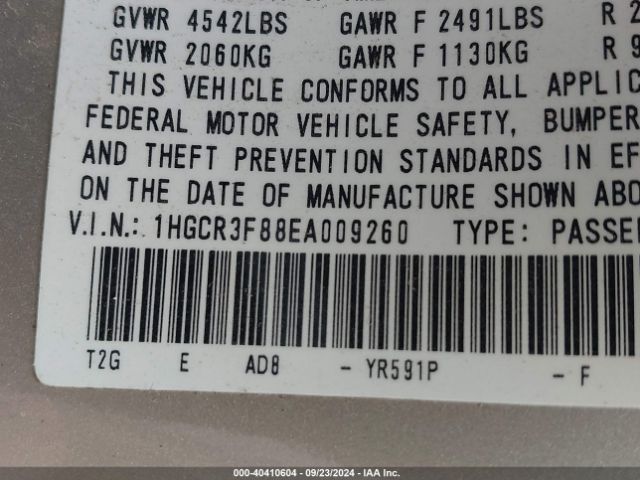 GVWR 4542LBS GAWR F 2491LBS R 2
GVWR 2060KG GAWR F 1130KG R 9
THIS VEHICLE CONFORMS TO ALL APPLIC
FEDERAL MOTOR VEHICLE SAFETY, BUMPER
AND THEFT PREVENTION STANDARDS IN EF
ON THE DATE OF MANUFACTURE SHOWN ABO
V.I.N.: 1HGCR3F88EA009260 TYPE: PASSE
T2G E AD8 - YR591P - F
000-40410604 - 09/23/2024 - IAA Inc.